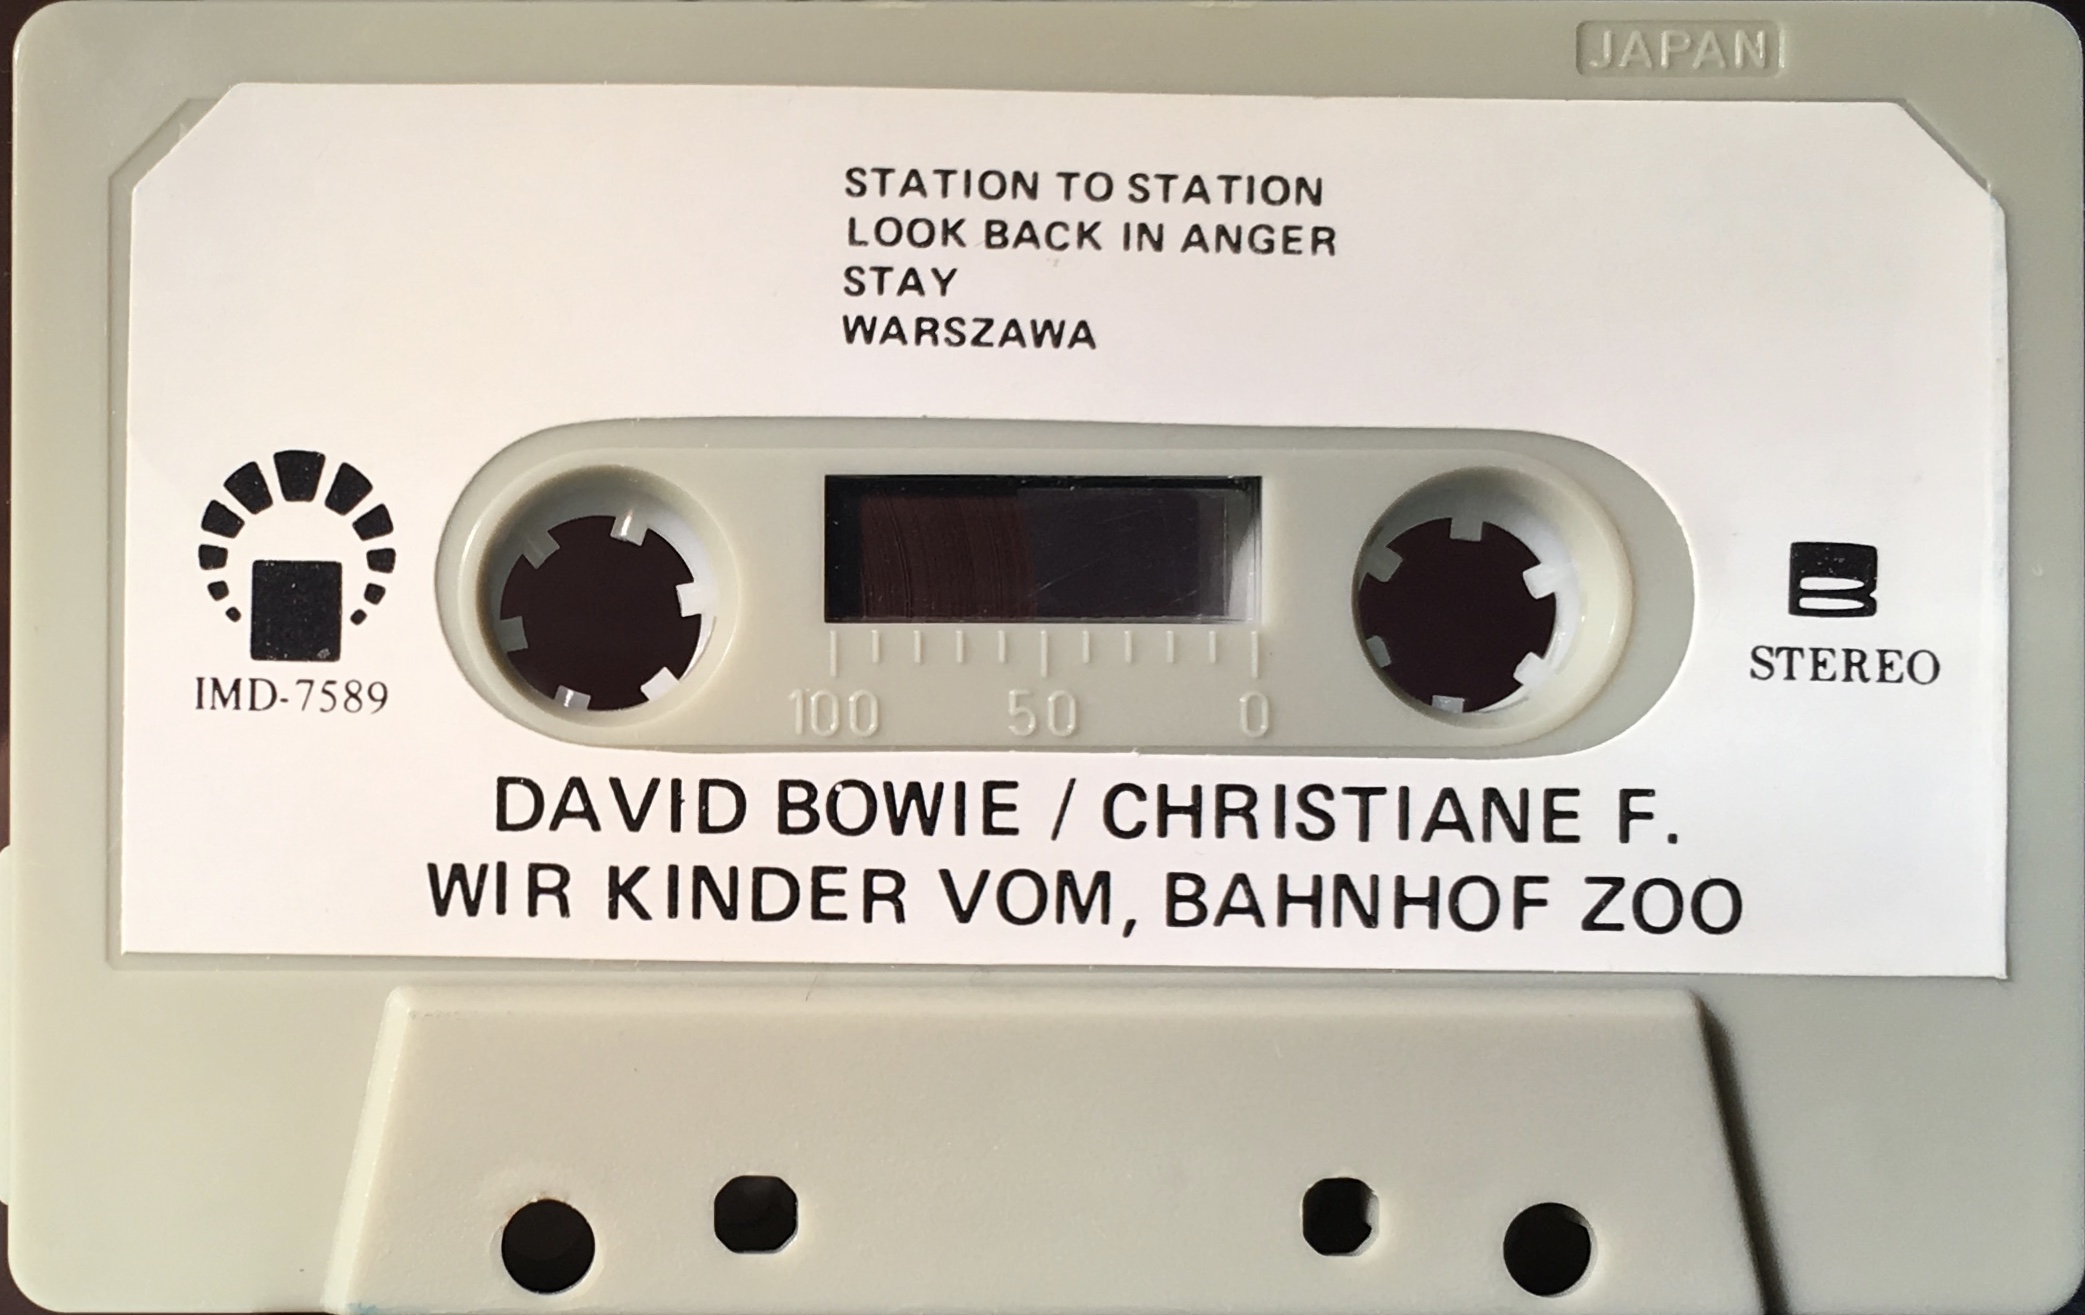 JAPAN
STATION TO STATION
LOOK BACK IN ANGER
STAY
WARSZAWA
IMD-7589
B
STEREO
100 50 0
DAVID BOWIE / CHRISTIANE F.
WIR KINDER VOM, BAHNHOF ZOO